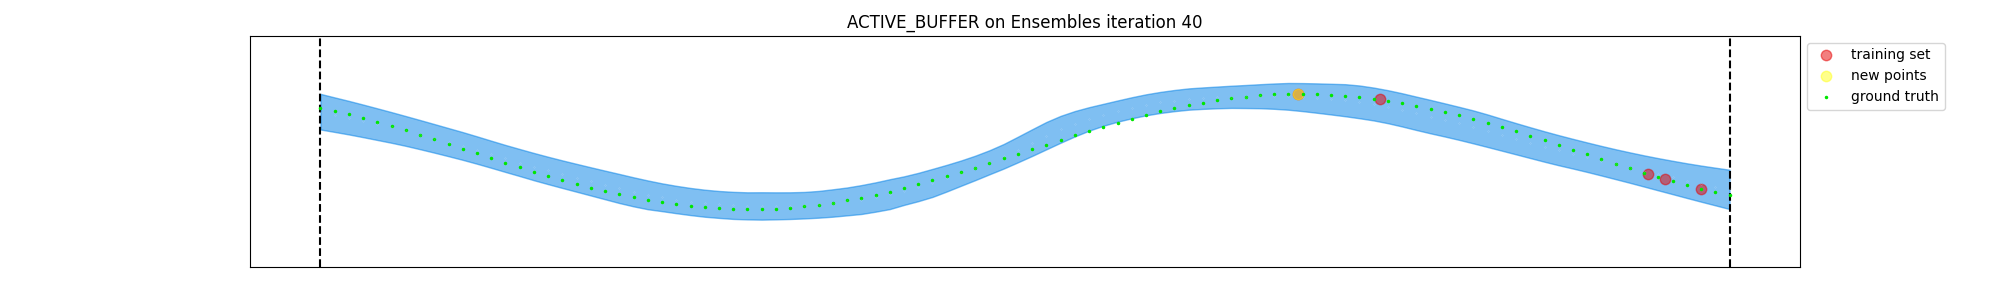 ACTIVE_BUFFER on Ensembles iteration 40
training set
new points
ground truth